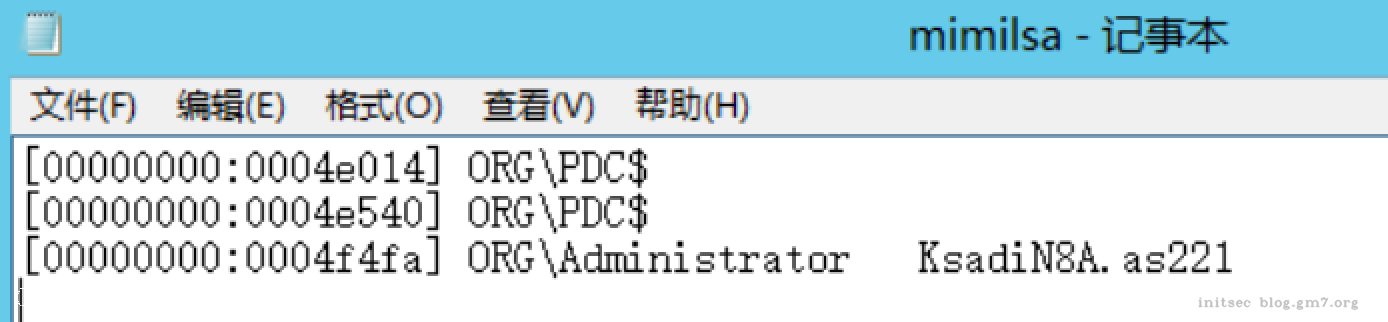 mimilsa - 记事本
文件(F) 编辑(E) 格式(O) 查看(V) 帮助(H)
[00000000:0004e014] ORG\PDC$
[00000000:0004e540] ORG\PDC$
[00000000:0004f4fa] ORG\Administrator KsadiN8A.as221
initsec blog.gm7.org